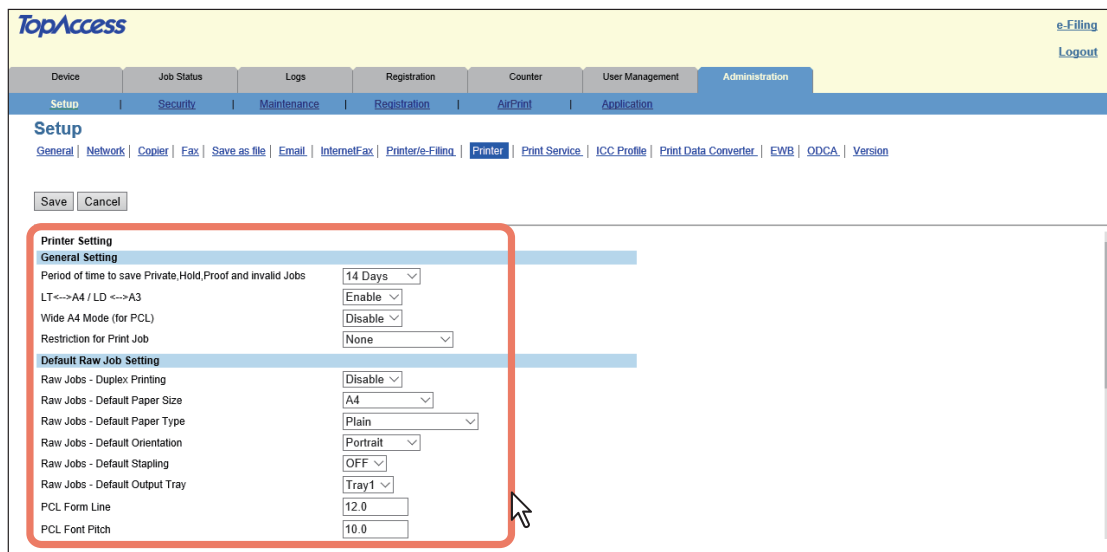 TopAccess
e-Filing
Logout
Device Job Status Logs Registration Counter User Management Administration
Setup | Security | Maintenance | Registration | AirPrint | Application
Setup
General | Network | Copier | Fax | Save as file | Email | InternetFax | Printer/e-Filing | Printer | Print Service | ICC Profile | Print Data Converter | EWB | ODCA | Version
Save Cancel
Printer Setting
General Setting
Period of time to save Private,Hold,Proof and invalid Jobs 14 Days
LT<-->A4 / LD <-->A3 Enable
Wide A4 Mode (for PCL) Disable
Restriction for Print Job None
Default Raw Job Setting
Raw Jobs - Duplex Printing Disable
Raw Jobs - Default Paper Size A4
Raw Jobs - Default Paper Type Plain
Raw Jobs - Default Orientation Portrait
Raw Jobs - Default Stapling OFF
Raw Jobs - Default Output Tray Tray1
PCL Form Line 12.0
PCL Font Pitch 10.0